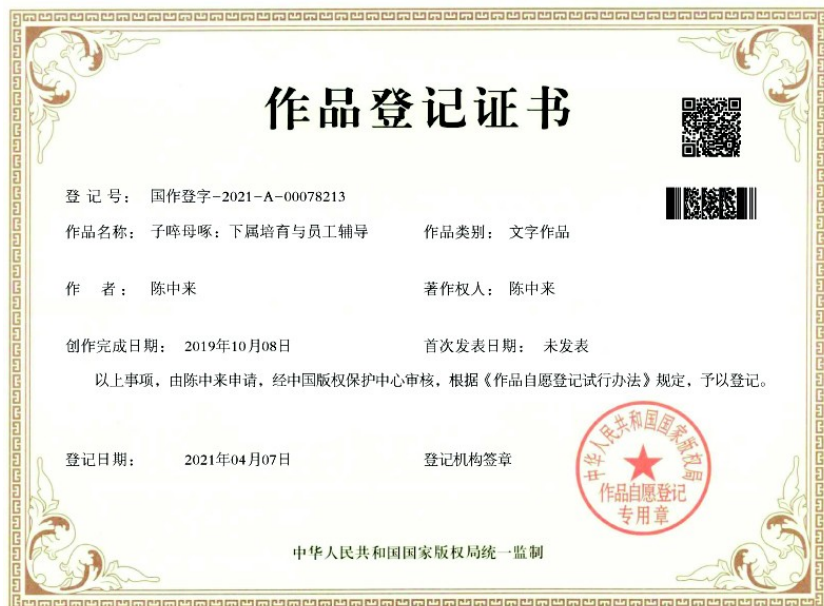 作品登记证书
登 记 号： 国作登字-2021-A-00078213
作品名称： 子啐母啄：下属培育与员工辅导 作品类别： 文字作品
作 者： 陈中来 著作权人： 陈中来
创作完成日期： 2019年10月08日 首次发表日期： 未发表
以上事项，由陈中来申请，经中国版权保护中心审核，根据《作品自愿登记试行办法》规定，予以登记。
登记日期： 2021年04月07日 登记机构签章
中华人民共和国国家版权局
作品自愿登记
专用章
中华人民共和国国家版权局统一监制